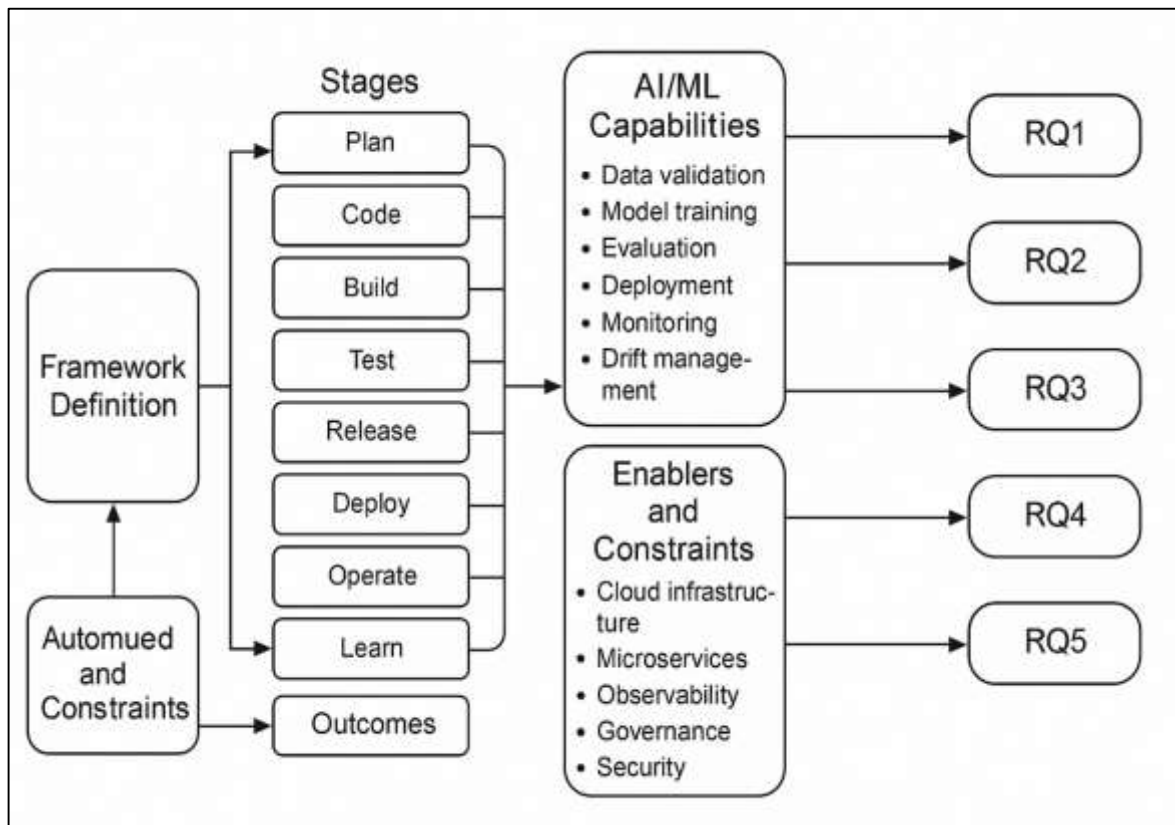 Stages
Plan
Code
Build
Test
Release
Deploy
Operate
Learn
Outcomes
Framework
Definition
Automued
and
Constraints
AI/ML
Capabilities
• Data validation
• Model training
• Evaluation
• Deployment
• Monitoring
• Drift manage-
ment
Enablers
and
Constraints
• Cloud infrastruc-
ture
• Microservices
• Observability
• Governance
• Security
RQ1
RQ2
RQ3
RQ4
RQ5